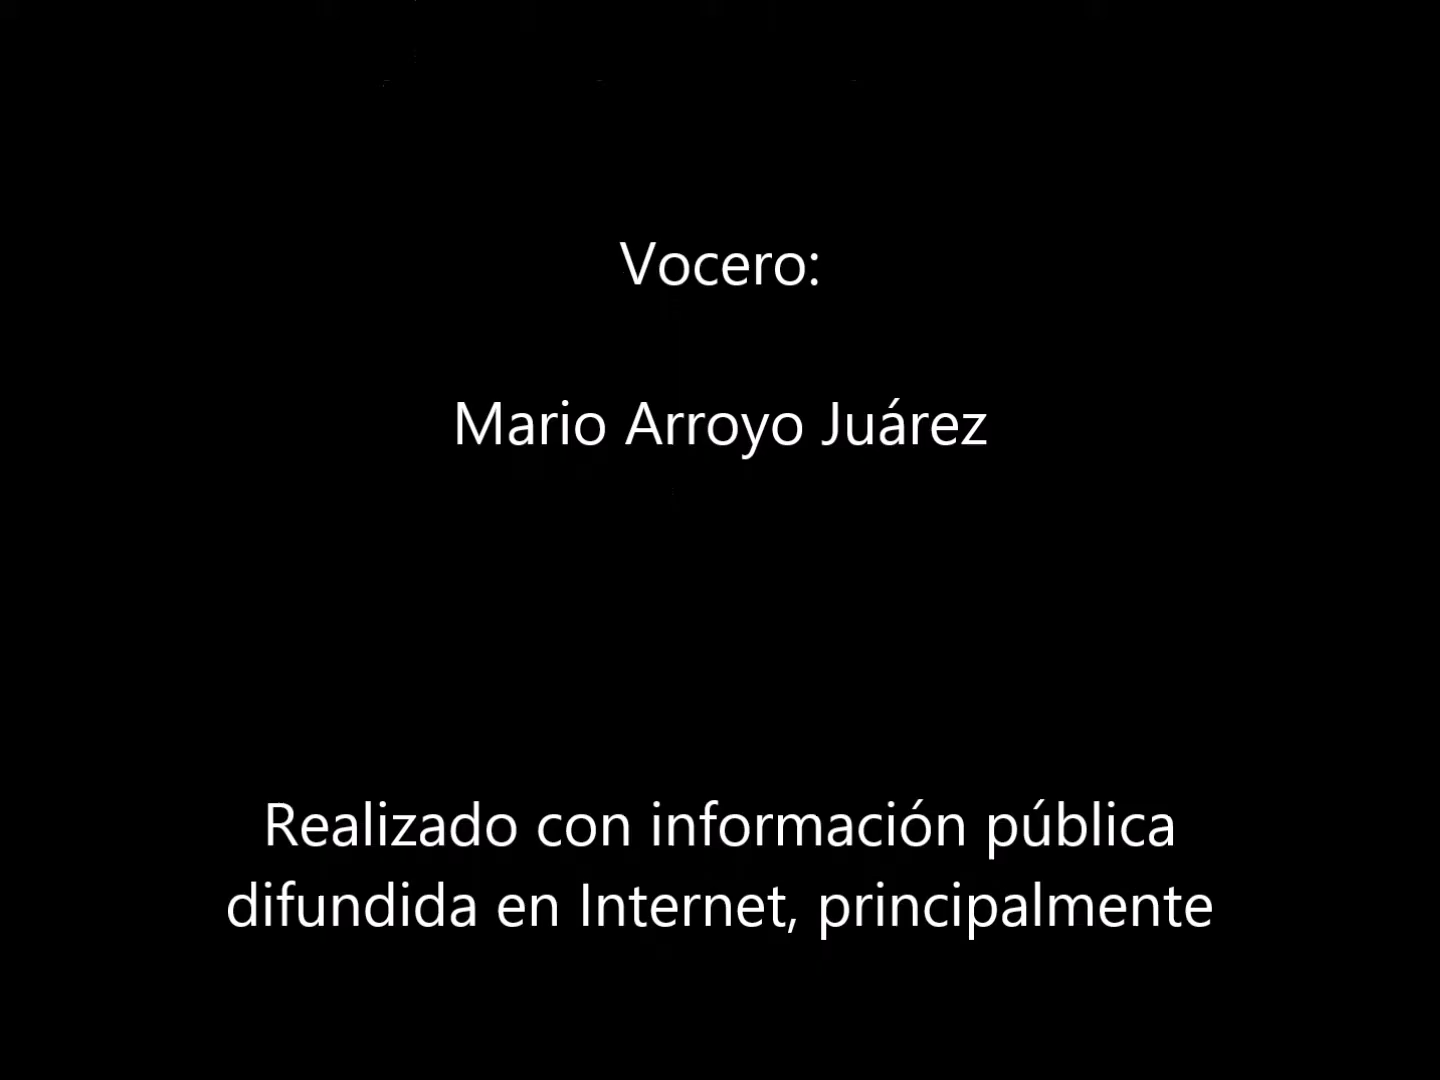 Vocero:
Mario Arroyo Juárez
Realizado con información pública
difundida en Internet, principalmente